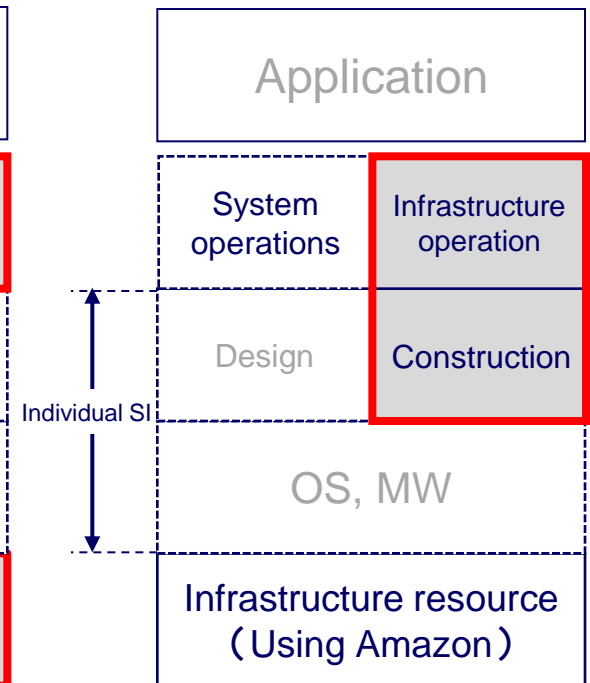 Application
System
operations
Infrastructure
operation
Design
Construction
Individual SI
OS, MW
Infrastructure resource
（Using Amazon）